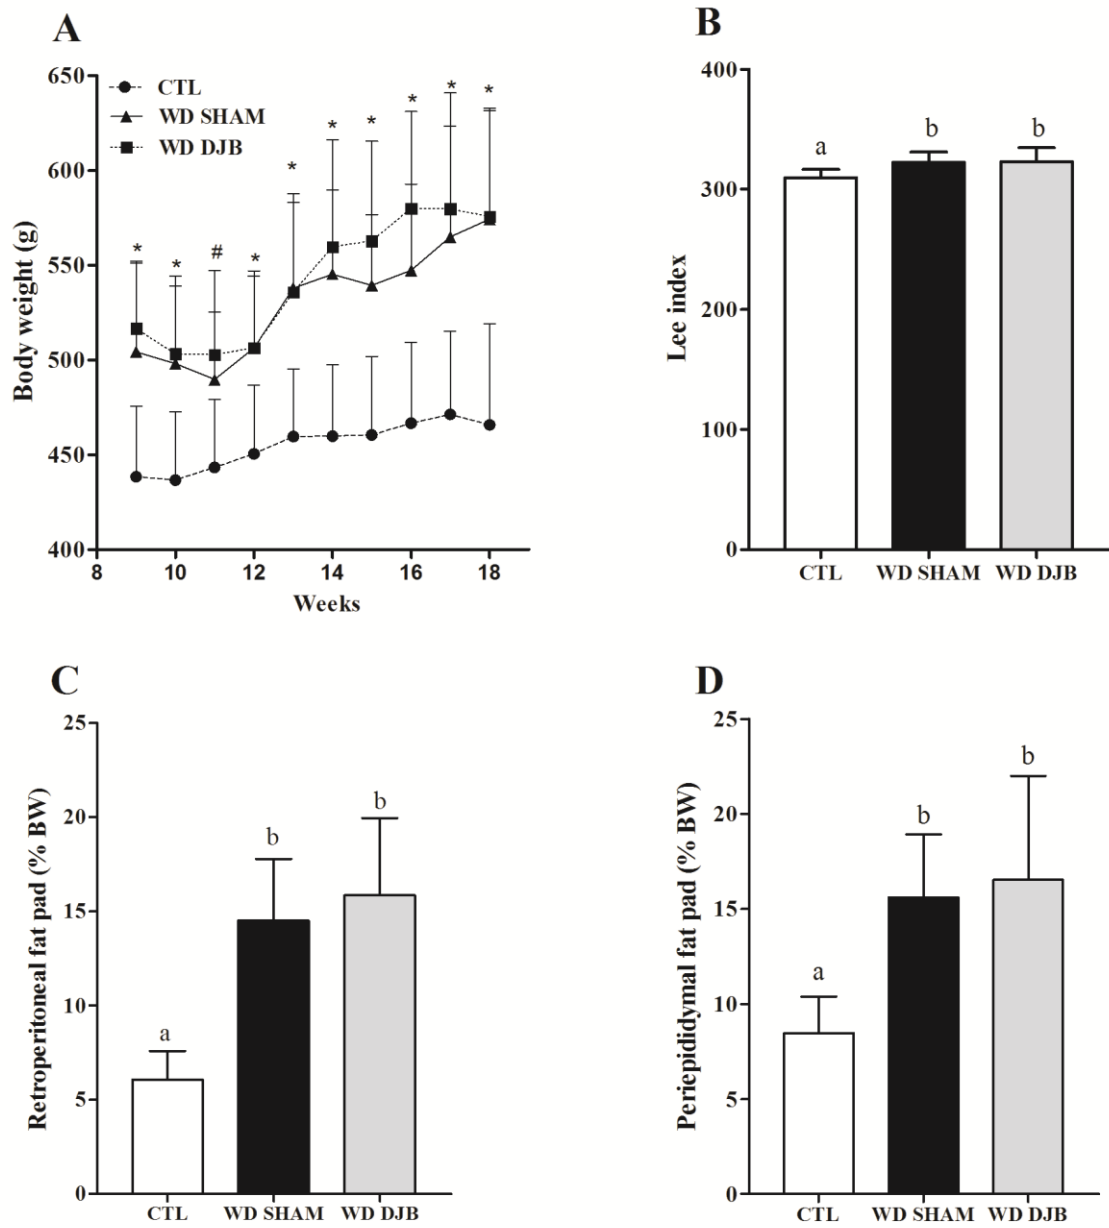 A
Body weight (g)
650
600
550
500
450
400
CTL
WD SHAM
WD DJB
* * # * * * * * * *
8 10 12 14 16 18
Weeks
B
Lee index
400
300
200
100
0
a b b
CTL WD SHAM WD DJB
C
Retroperitoneal fat pad (% BW)
25
20
15
10
5
0
a b b
CTL WD SHAM WD DJB
D
Periepididymal fat pad (% BW)
25
20
15
10
5
0
a b b
CTL WD SHAM WD DJB